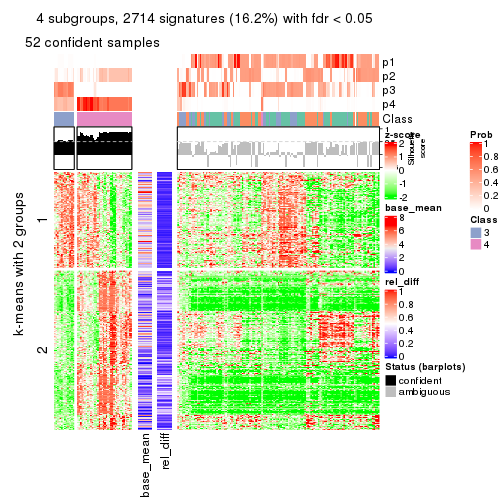 4 subgroups, 2714 signatures (16.2%) with fdr < 0.05
52 confident samples
p1
p2
p3
p4
Class
1
Silhouette
score
z-score
2
1
0
-1
-2
base_mean
8
6
4
2
0
rel_diff
1
0.8
0.6
0.4
0.2
0
Status (barplots)
confident
ambiguous
Prob
1
0.8
0.6
0.4
0.2
0
Class
3
4
k-means with 2 groups
1
2
base_mean
rel_diff